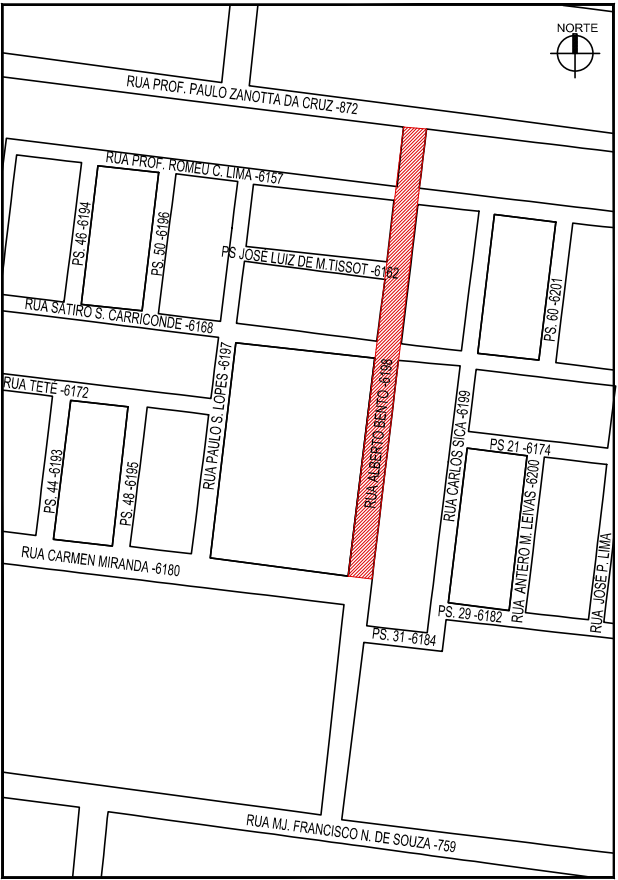 NORTE
RUA PROF. PAULO ZANOTTA DA CRUZ -872
RUA PROF. ROMEU C. LIMA -6157
PS. 46 -6194
PS. 50 -6196
PS JOSÉ LUIZ DE M.TISSOT -6162
PS. 60 -6201
RUA SATIRO S. CARRICONDE -6168
RUA PAULO S. LOPES -6197
RUA ALBERTO BENTO -6198
RUA TETÉ -6172
RUA CARLOS SICA -6199
PS 21 -6174
PS. 44 -6193
PS. 48 -6195
RUA ANTERO M. LEIVAS -6200
RUA JOSE P. LIMA
RUA CARMEN MIRANDA -6180
PS. 29 -6182
PS. 31 -6184
RUA MJ. FRANCISCO N. DE SOUZA -759